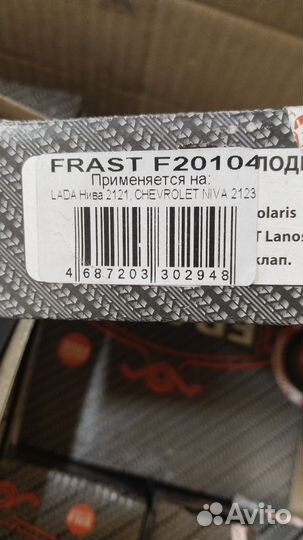 FRAST F20104
Применяется на:
LADA Нива 2121, CHEVROLET NIVA 2123
4 687203 302948
olaris
T Lanos
клап.
Avito